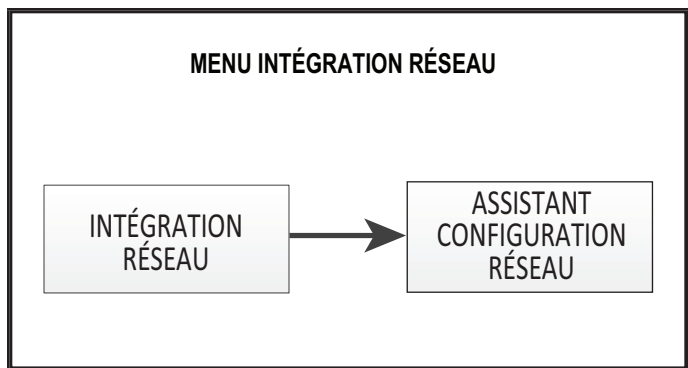 MENU INTÉGRATION RÉSEAU
INTÉGRATION
RÉSEAU
ASSISTANT
CONFIGURATION
RÉSEAU